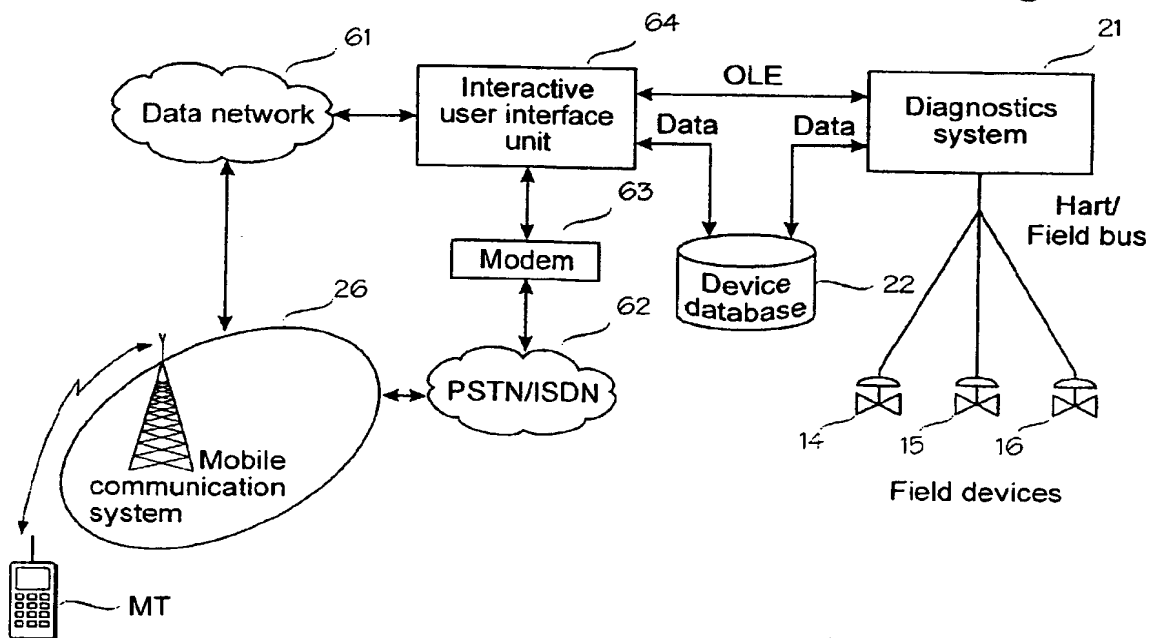 61
64
21
Data network
Interactive
user interface
unit
OLE
Data
Data
Diagnostics
system
63
Modem
Hart/
Field bus
Device
database
22
26
62
PSTN/ISDN
Mobile
communication
system
14
15
16
Field devices
MT